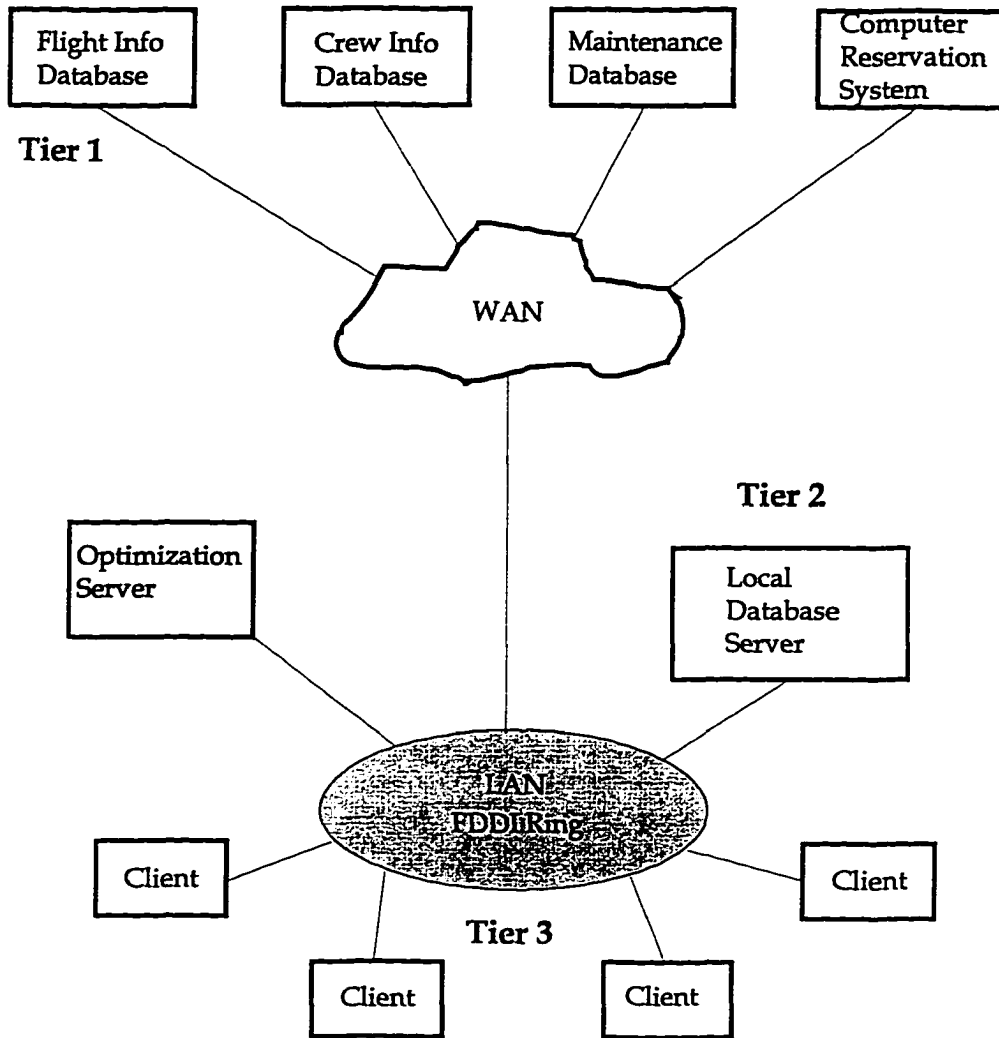 Flight Info
Database
Crew Info
Database
Maintenance
Database
Computer
Reservation
System
Tier 1
WAN
Tier 2
Optimization
Server
Local
Database
Server
LAN
FDDI Ring
Client
Client
Tier 3
Client
Client